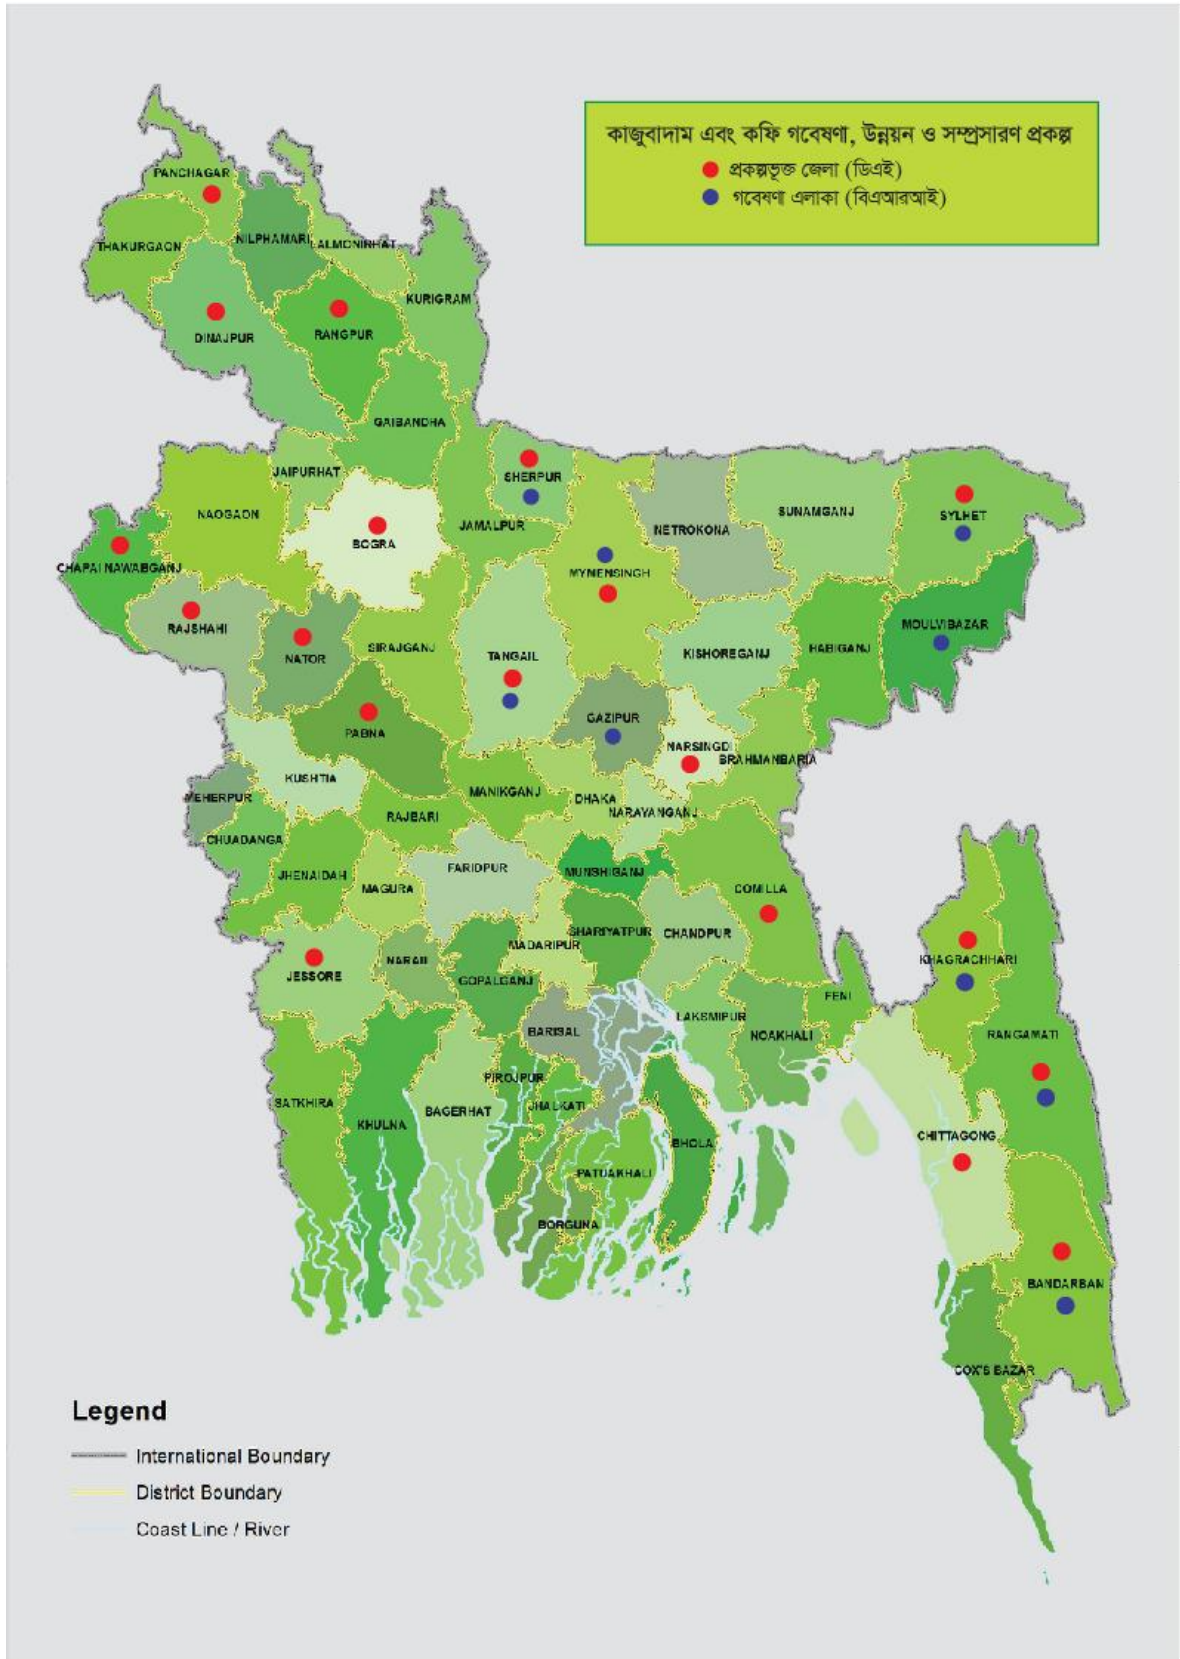 কাজুবাদাম এবং কফি গবেষণা, উন্নয়ন ও সম্প্রসারণ প্রকল্প
প্রকল্পভূক্ত জেলা (ডিএই)
গবেষণা এলাকা (বিএআরআই)
PANCHAGAR
THAKURGAON
NILPHAMARI
LALMONIRHAT
KURIGRAM
DINAJPUR
RANGPUR
GAIBANDHA
JAIPURHAT
SHERPUR
NAOGAON
BOGRA
JAMALPUR
NETROKONA
SUNAMGANJ
SYLHET
CHAPAI NAWABGANJ
MYMENSINGH
RAJSHAHI
MOULVIBAZAR
NATOR
SIRAJGANJ
TANGAIL
KISHOREGANJ
HABIGANJ
GAZIPUR
PABNA
NARSINGDI
BRAHMANBARIA
KUSHTIA
MEHERPUR
MANIKGANJ
DHAKA
NARAYANGANJ
RAJBARI
CHUADANGA
JHENAIDAH
MAGURA
FARIDPUR
MUNSHIGANJ
COMILLA
SHARIYATPUR
CHANDPUR
MADARIPUR
KHAGRACHHARI
JESSORE
NARAIL
GOPALGANJ
FENI
LAKSMIPUR
BARISAL
NOAKHALI
RANGAMATI
PIROJPUR
SATKHIRA
JHALKATI
BAGERHAT
KHULNA
CHITTAGONG
BHOLA
PATUAKHALI
BORGUNA
BANDARBAN
COX'S BAZAR
Legend
International Boundary
District Boundary
Coast Line / River